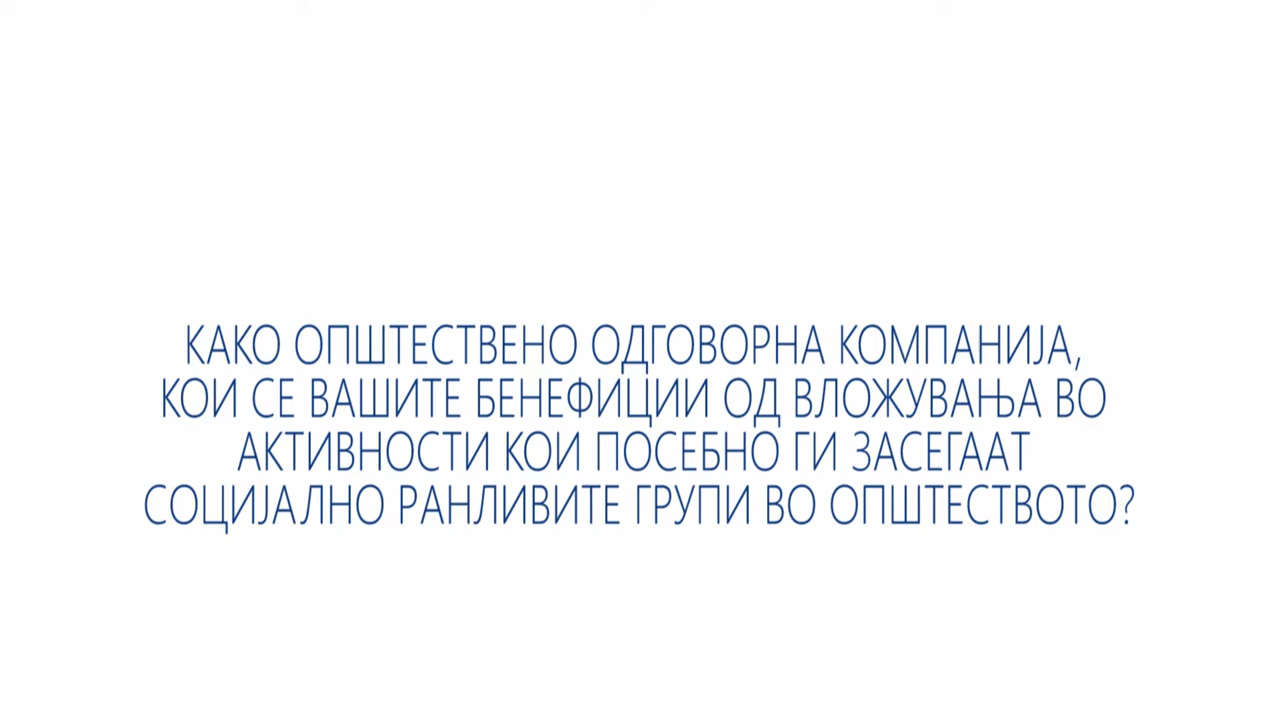 КАКО ОПШТЕСТВЕНО ОДГОВОРНА КОМПАНИЈА,
КОИ СЕ ВАШИТЕ БЕНЕФИЦИИ ОД ВЛОЖУВАЊА ВО
АКТИВНОСТИ КОИ ПОСЕБНО ГИ ЗАСЕГААТ
СОЦИЈАЛНО РАНЛИВИТЕ ГРУПИ ВО ОПШТЕСТВОТО?